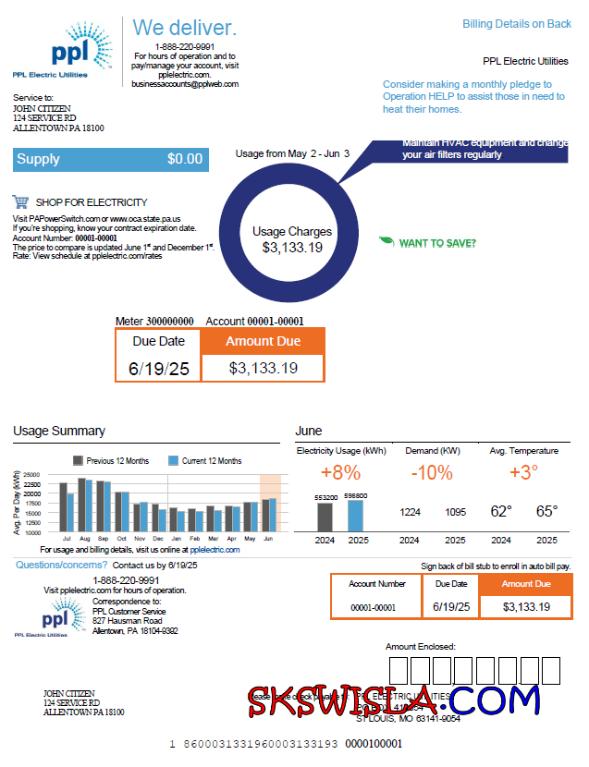 ppl
PPL Electric Utilities
We deliver.
1-888-220-9991
For hours of operation and to
pay/manage your account, visit
pplelectric.com.
businessaccounts@pplweb.com
Billing Details on Back
PPL Electric Utilities
Consider making a monthly pledge to
Operation HELP to assist those in need to
heat their homes.
Service to:
JOHN CITIZEN
124 SERVICE RD
ALLENTOWN PA 18100
Supply $0.00
Usage from May 2 - Jun 3
Maintain HVAC equipment and change
your air filters regularly
SHOP FOR ELECTRICITY
Visit PAPowerSwitch.com or www.oca.state.pa.us
If you're shopping, know your contract expiration date.
Account Number: 00001-00001
The price to compare is updated June 1st and December 1st.
Rate: View schedule at pplelectric.com/rates
Usage Charges
$3,133.19
WANT TO SAVE?
Meter 300000000 Account 00001-00001
Due Date Amount Due
6/19/25 $3,133.19
Usage Summary
Previous 12 Months Current 12 Months
Avg. Per Day (kWh)
25000
22500
20000
17500
15000
12500
10000
Jul Aug Sep Oct Nov Dec Jan Feb Mar Apr May Jun
For usage and billing details, visit us online at pplelectric.com
June
Electricity Usage (kWh) Demand (KW) Avg. Temperature
+8% -10% +3°
553200 598800
1224 1095 62° 65°
2024 2025 2024 2025 2024 2025
Questions/concerns? Contact us by 6/19/25
1-888-220-9991
Visit pplelectric.com for hours of operation.
ppl
PPL Electric Utilities
Correspondence to:
PPL Customer Service
827 Hausman Road
Allentown, PA 18104-9392
Sign back of bill stub to enroll in auto bill pay.
Account Number Due Date Amount Due
00001-00001 6/19/25 $3,133.19
Amount Enclosed:
JOHN CITIZEN
124 SERVICE RD
ALLENTOWN PA 18100
PPL ELECTRIC UTILITIES
ST LOUIS, MO 63141-9054
SKSWISLA.COM
1 860003133196000313 3193 0000100001